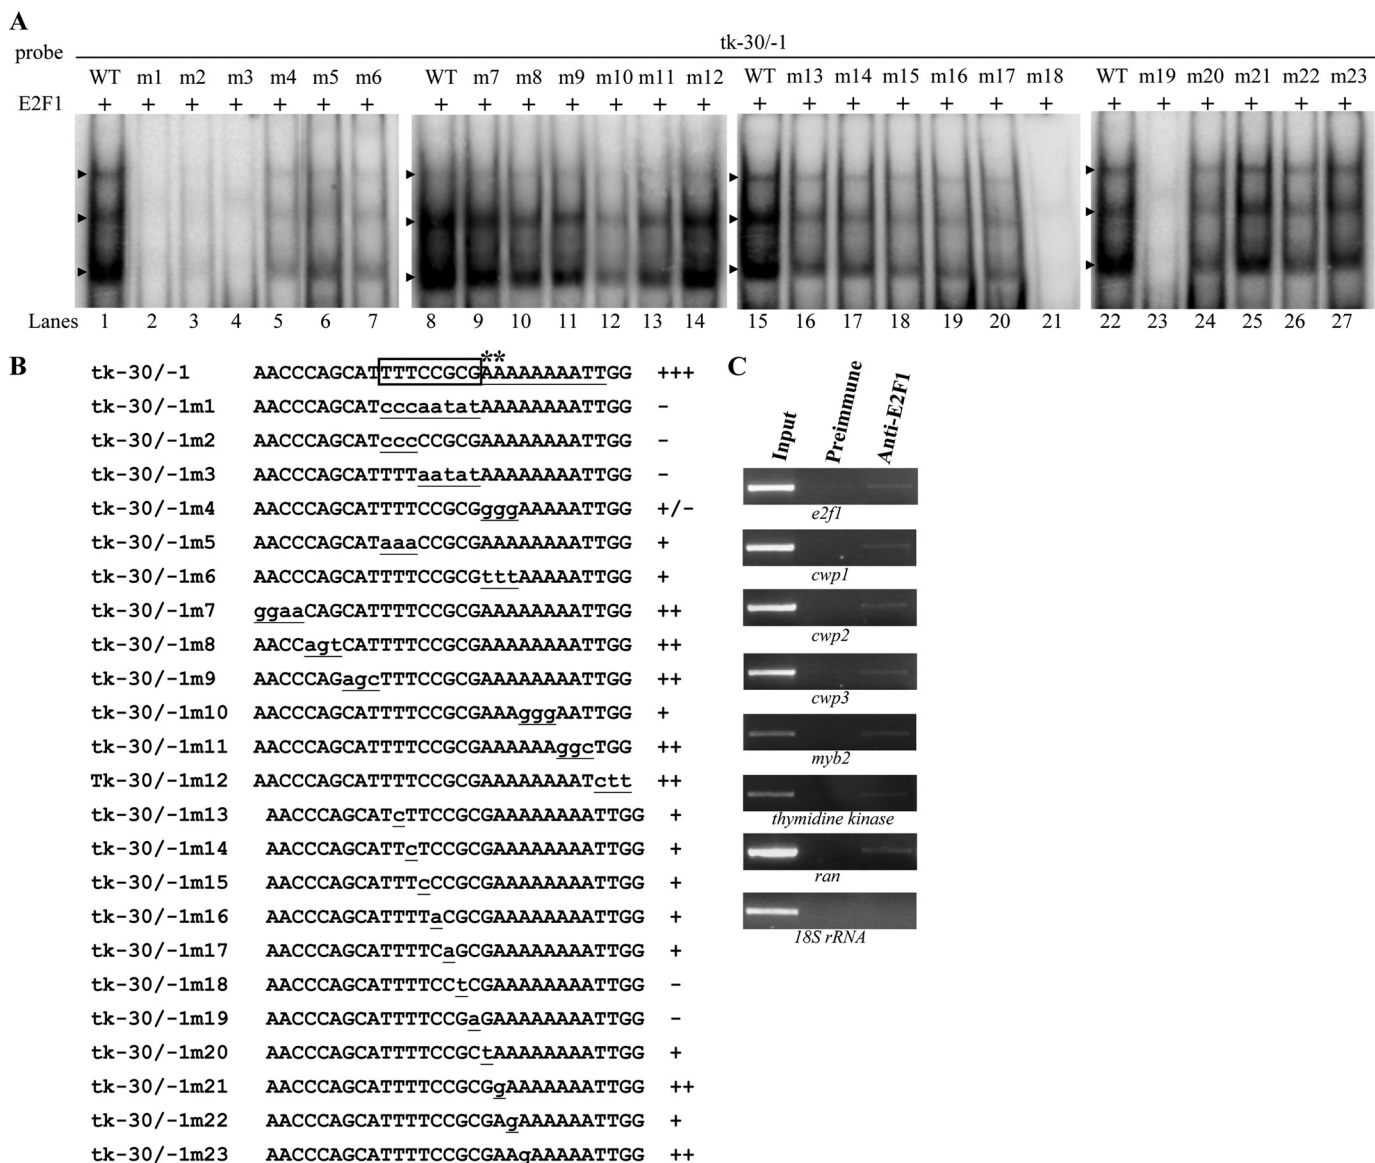 A
probe
tk-30/-1
WT m1 m2 m3 m4 m5 m6 WT m7 m8 m9 m10 m11 m12 WT m13 m14 m15 m16 m17 m18 WT m19 m20 m21 m22 m23
E2F1 + + + + + + + + + + + + + + + + + + + + + + + + + + +
Lanes 1 2 3 4 5 6 7 8 9 10 11 12 13 14 15 16 17 18 19 20 21 22 23 24 25 26 27
B
**
tk-30/-1 AACCCAGCATTTTCCGCGAAAAAAAATTGG +++
tk-30/-1m1 AACCCAGCATcccaatatAAAAAAAATTGG -
tk-30/-1m2 AACCCAGCATcccCCGCGAAAAAAAATTGG -
tk-30/-1m3 AACCCAGCATTTTaatatAAAAAAAATTGG -
tk-30/-1m4 AACCCAGCATTTTCCGCGgggAAAAATTGG +/-
tk-30/-1m5 AACCCAGCATaaaCCGCGAAAAAAAATTGG +
tk-30/-1m6 AACCCAGCATTTTCCGCGtttAAAAATTGG +
tk-30/-1m7 ggaaCAGCATTTTCCGCGAAAAAAAATTGG ++
tk-30/-1m8 AACCagtCATTTTCCGCGAAAAAAAATTGG ++
tk-30/-1m9 AACCCAGagcTTTCCGCGAAAAAAAATTGG ++
tk-30/-1m10 AACCCAGCATTTTCCGCGAAAgggAATTGG +
tk-30/-1m11 AACCCAGCATTTTCCGCGAAAAAAggcTGG ++
Tk-30/-1m12 AACCCAGCATTTTCCGCGAAAAAAAATctt ++
tk-30/-1m13 AACCCAGCATcTTCCGCGAAAAAAAATTGG +
tk-30/-1m14 AACCCAGCATTcTCCGCGAAAAAAAATTGG +
tk-30/-1m15 AACCCAGCATTTcCCGCGAAAAAAAATTGG +
tk-30/-1m16 AACCCAGCATTTTaCGCGAAAAAAAATTGG +
tk-30/-1m17 AACCCAGCATTTTCaGCGAAAAAAAATTGG +
tk-30/-1m18 AACCCAGCATTTTCCtCGAAAAAAAATTGG -
tk-30/-1m19 AACCCAGCATTTTCCGaGAAAAAAAATTGG -
tk-30/-1m20 AACCCAGCATTTTCCGCtAAAAAAAATTGG +
tk-30/-1m21 AACCCAGCATTTTCCGCGgAAAAAAATTGG ++
tk-30/-1m22 AACCCAGCATTTTCCGCGAgAAAAAATTGG +
tk-30/-1m23 AACCCAGCATTTTCCGCGAAgAAAAATTGG ++
C
Input
Preimmune
Anti-E2F1
e2f1
cwp1
cwp2
cwp3
myb2
thymidine kinase
ran
18S rRNA